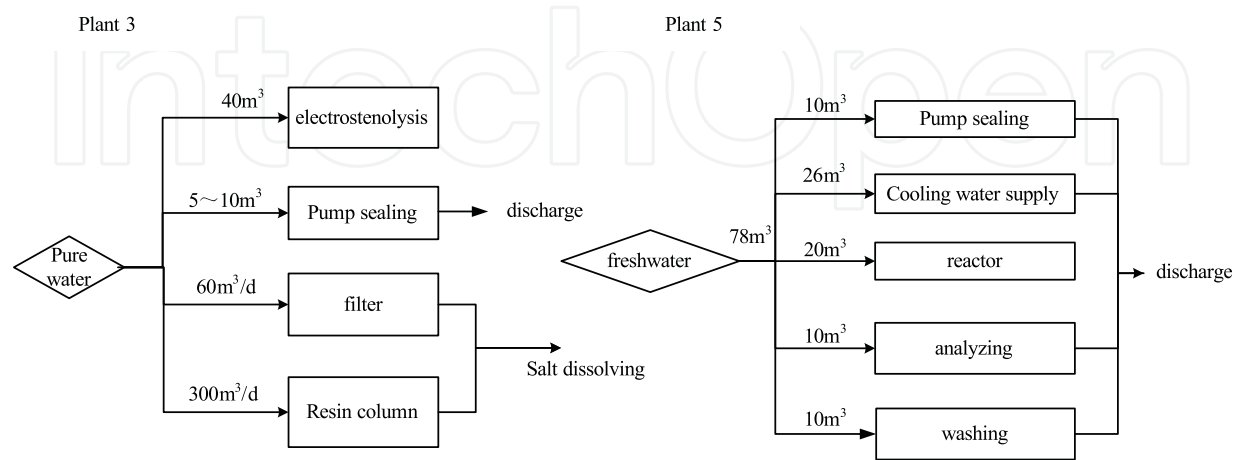 Plant 3
Plant 5
IntechOpen
40m³
electrostenolysis
5～10m³
Pump sealing
discharge
Pure
water
60m³/d
filter
Salt dissolving
300m³/d
Resin column
10m³
Pump sealing
26m³
Cooling water supply
78m³
freshwater
20m³
reactor
discharge
10m³
analyzing
10m³
washing